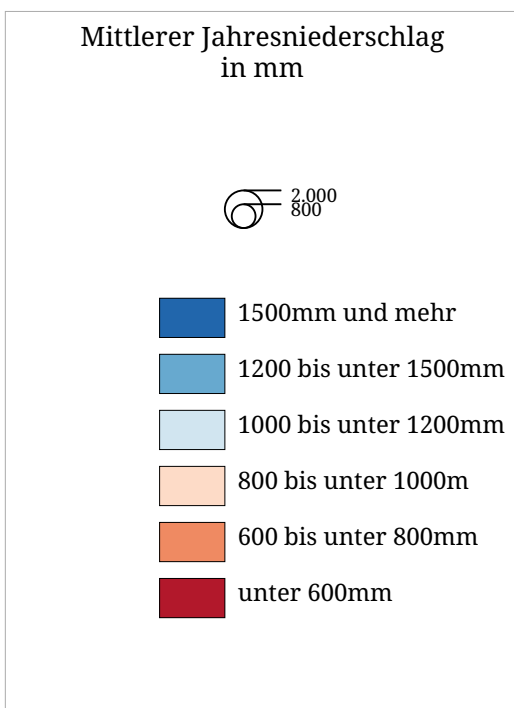 Mittlerer Jahresniederschlag
in mm
2.000
800
1500mm und mehr
1200 bis unter 1500mm
1000 bis unter 1200mm
800 bis unter 1000m
600 bis unter 800mm
unter 600mm